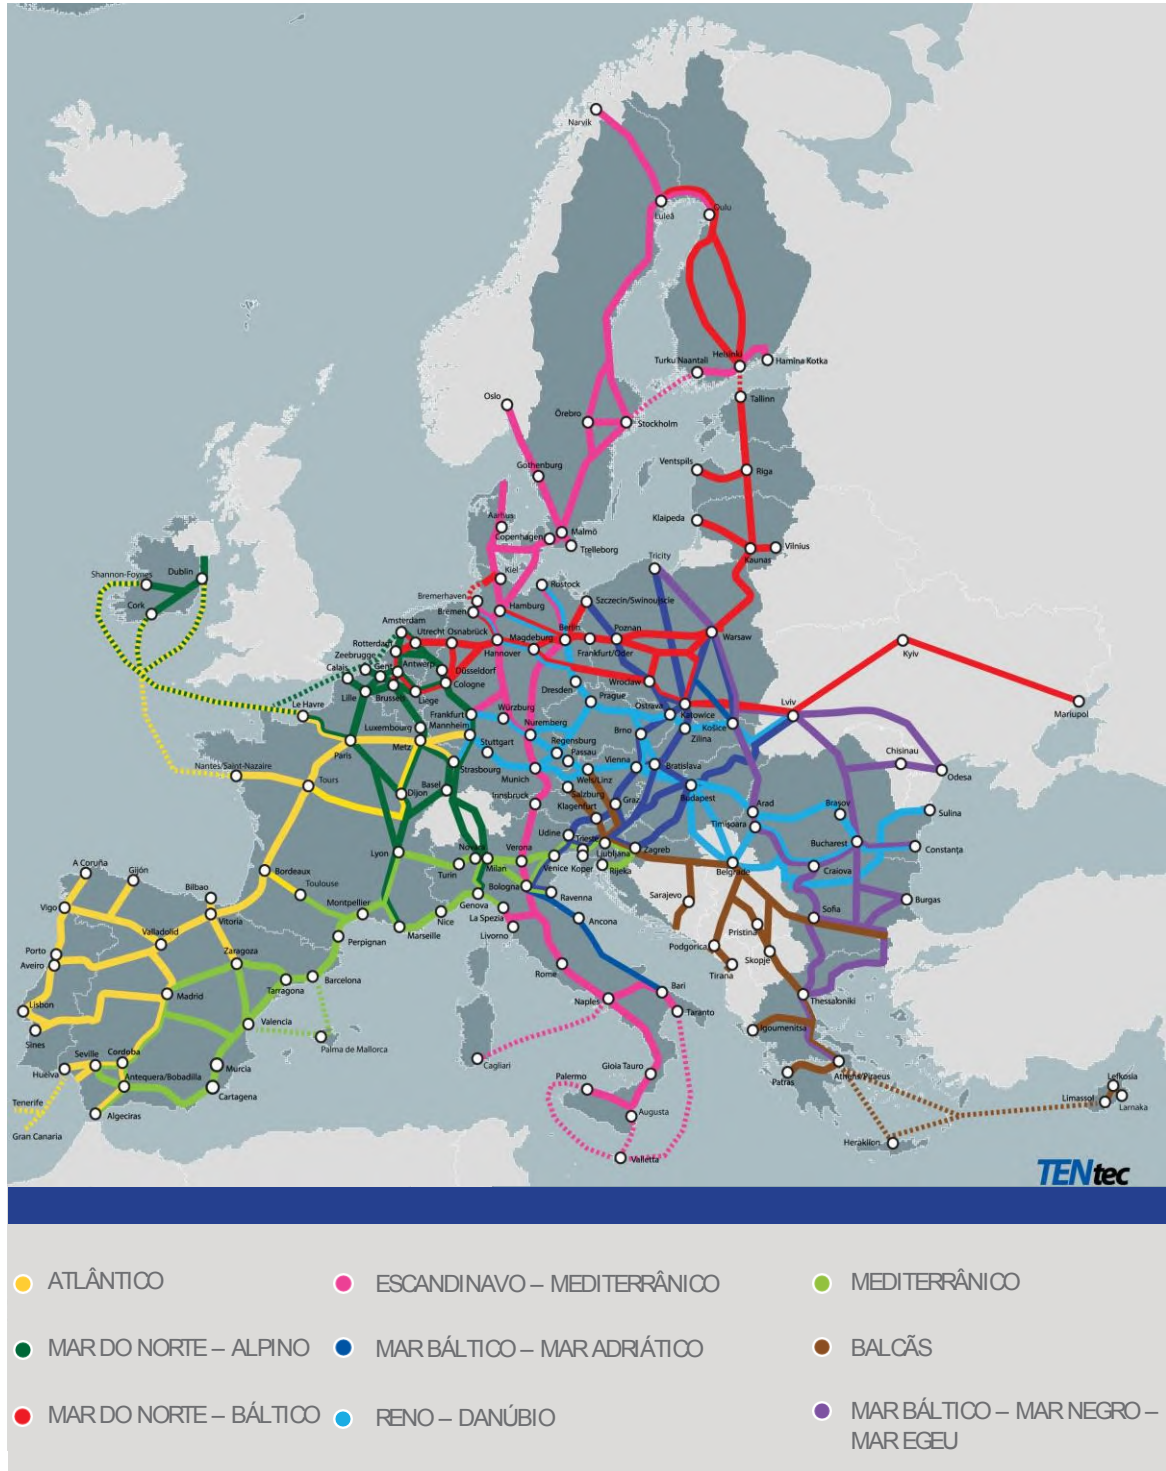 Narvik
Luleå
Oulu
Turku Naantali
Helsinki
Hamina Kotka
Oslo
Tallinn
Örebro
Stockholm
Gothenburg
Ventspils
Riga
Aarhus
Klaipeda
Copenhagen
Malmö
Trelleborg
Kaunas
Vilnius
Tricity
Shannon-Foynes
Dublin
Kiel
Rostock
Cork
Bremerhaven
Bremen
Hamburg
Szczecin/Swinoujscie
Amsterdam
Utrecht
Osnabrück
Magdeburg
Berlin
Poznan
Warsaw
Rotterdam
Hannover
Frankfurt/Oder
Kyiv
Zeebrugge
Calais
Gent
Antwerp
Düsseldorf
Lille
Brussels
Liege
Cologne
Dresden
Wroclaw
Prague
Mariupol
Le Havre
Frankfurt
Würzburg
Ostrava
Katowice
Lviv
Luxembourg
Mannheim
Nuremberg
Brno
Zilina
Košice
Paris
Metz
Stuttgart
Regensburg
Passau
Chisinau
Nantes/Saint-Nazaire
Strasbourg
Munich
Wels/Linz
Vienna
Bratislava
Odesa
Tours
Dijon
Basel
Innsbruck
Salzburg
Klagenfurt
Graz
Budapest
Arad
Braşov
Sulina
Timişoara
Udine
Trieste
Lyon
Novara
Verona
Ljubljana
Zagreb
Bucharest
Constanţa
A Coruña
Gijón
Bordeaux
Turin
Milan
Venice
Koper
Rijeka
Belgrade
Craiova
Bilbao
Toulouse
Bologna
Ravenna
Sarajevo
Vigo
Montpellier
Genova
Burgas
Vitoria
Nice
La Spezia
Ancona
Sofia
Valladolid
Marseille
Livorno
Pristina
Porto
Perpignan
Podgorica
Skopje
Aveiro
Zaragoza
Tirana
Barcelona
Rome
Tarragona
Bari
Madrid
Naples
Thessaloniki
Lisbon
Taranto
Valencia
Igoumenitsa
Sines
Palma de Mallorca
Seville
Cordoba
Cagliari
Huelva
Antequera/Bobadilla
Murcia
Gioia Tauro
Athens/Piraeus
Palermo
Patras
Lefkosia
Cartagena
Tenerife
Limassol
Larnaka
Algeciras
Augusta
Gran Canaria
Heraklion
Valletta
TENtec
ATLÂNTICO
ESCANDINAVO – MEDITERRÂNICO
MEDITERRÂNICO
MAR DO NORTE – ALPINO
MAR BÁLTICO – MAR ADRIÁTICO
BALCÃS
MAR DO NORTE – BÁLTICO
RENO – DANÚBIO
MAR BÁLTICO – MAR NEGRO –
MAR EGEU